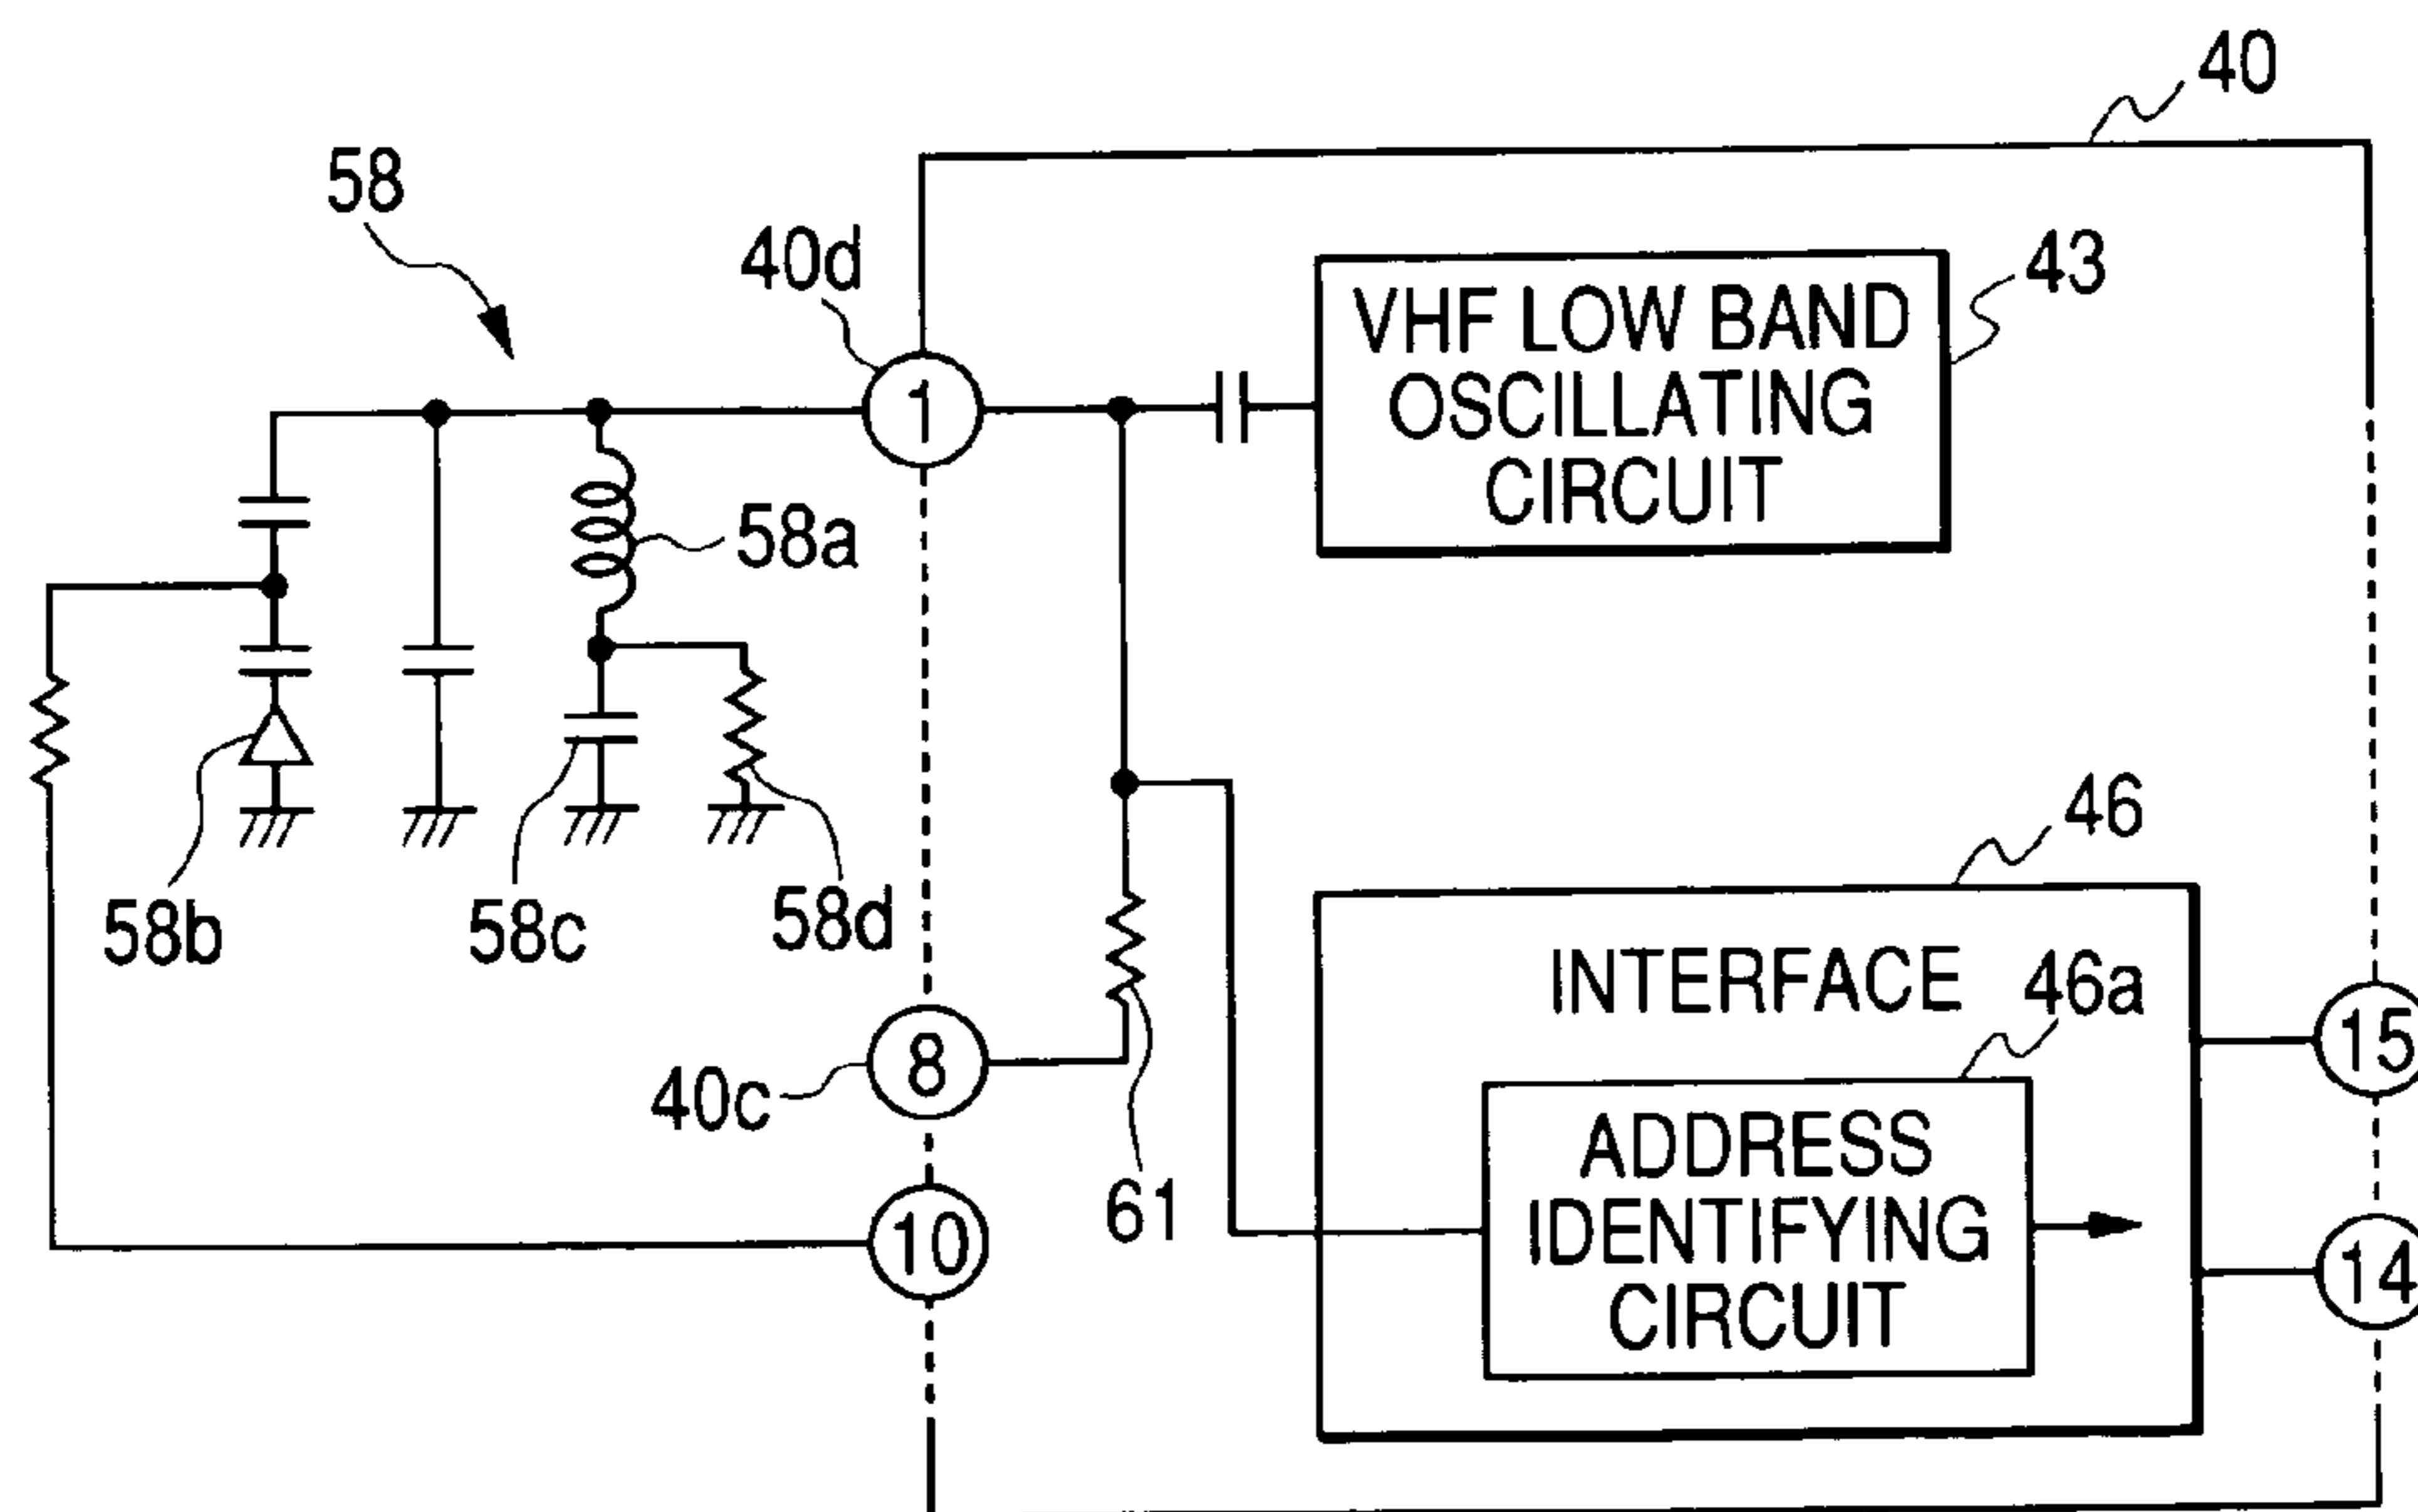 40
58
40d
43
1
VHF LOW BAND
OSCILLATING
CIRCUIT
58a
46
58b
58c
58d
INTERFACE
46a
15
8
40c
ADDRESS
IDENTIFYING
CIRCUIT
61
10
14